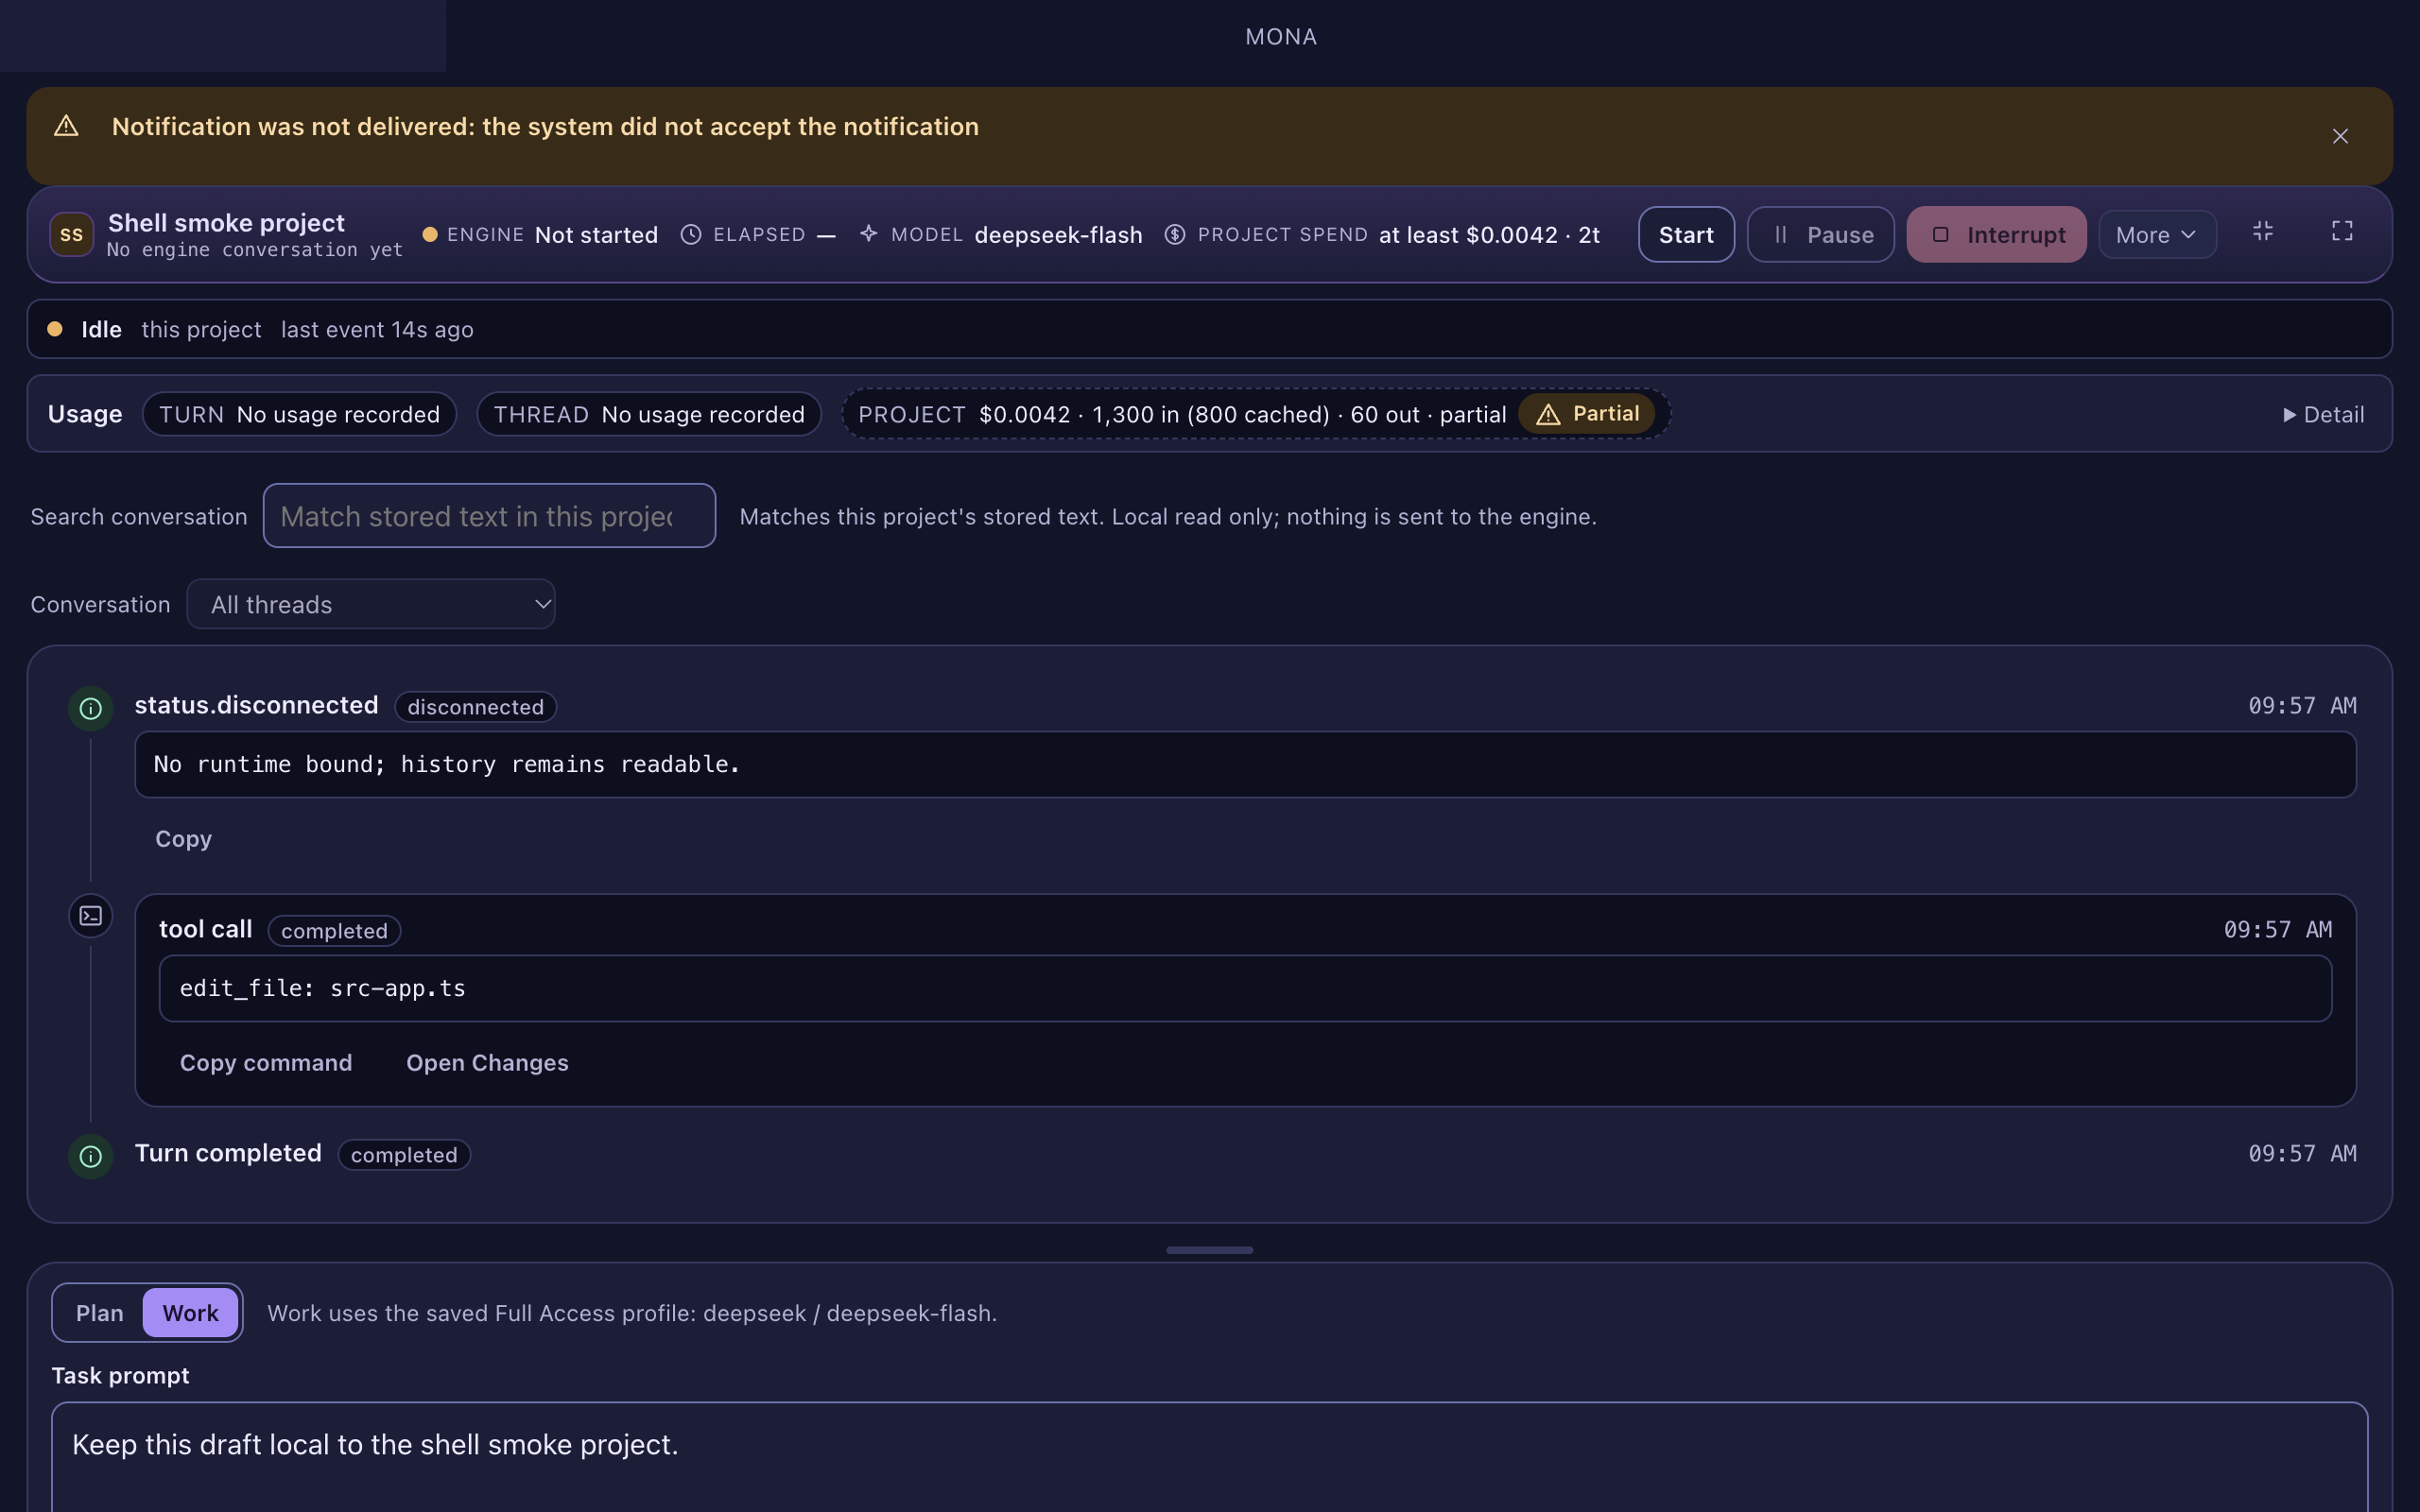 MONA
Notification was not delivered: the system did not accept the notification
SS Shell smoke project
No engine conversation yet
ENGINE Not started ELAPSED — MODEL deepseek-flash PROJECT SPEND at least $0.0042 · 2t Start Pause Interrupt More
Idle this project last event 14s ago
Usage TURN No usage recorded THREAD No usage recorded PROJECT $0.0042 · 1,300 in (800 cached) · 60 out · partial Partial Detail
Search conversation Match stored text in this projec Matches this project's stored text. Local read only; nothing is sent to the engine.
Conversation All threads
status.disconnected disconnected 09:57 AM
No runtime bound; history remains readable.
Copy
tool call completed 09:57 AM
edit_file: src-app.ts
Copy command Open Changes
Turn completed completed 09:57 AM
Plan Work Work uses the saved Full Access profile: deepseek / deepseek-flash.
Task prompt
Keep this draft local to the shell smoke project.